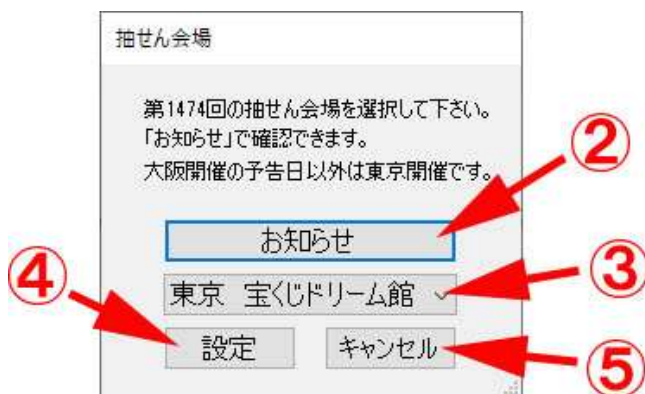 抽せん会場
第1474回の抽せん会場を選択して下さい。
「お知らせ」で確認できます。
大阪開催の予告日以外は東京開催です。
②
お知らせ
③
東京 宝くじドリーム館
④
設定
キャンセル
⑤